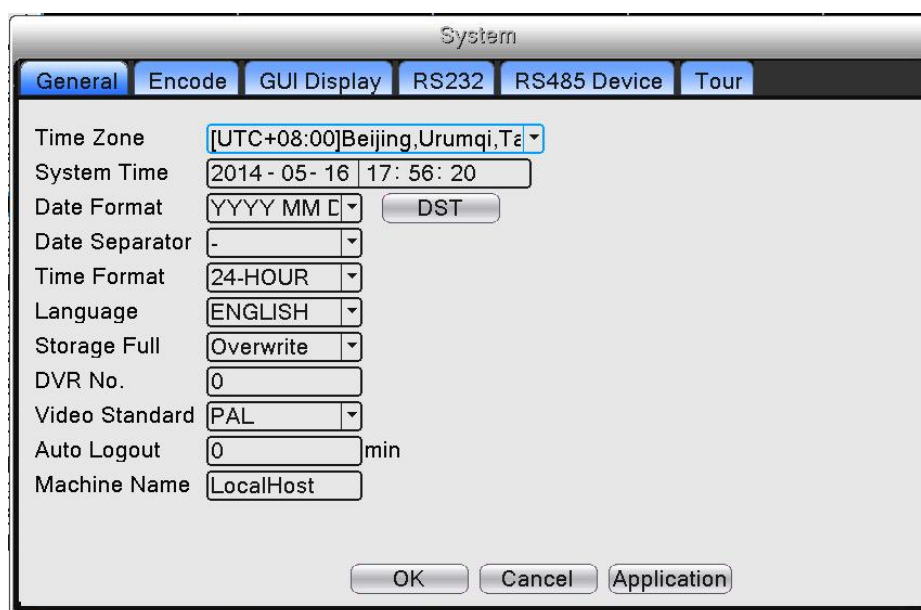 System
General Encode GUI Display RS232 RS485 Device Tour
Time Zone [UTC+08:00]Beijing,Urumqi,Ta
System Time 2014 - 05 - 16 17 : 56 : 20
Date Format YYYY MM D DST
Date Separator -
Time Format 24-HOUR
Language ENGLISH
Storage Full Overwrite
DVR No. 0
Video Standard PAL
Auto Logout 0 min
Machine Name LocalHost
OK Cancel Application